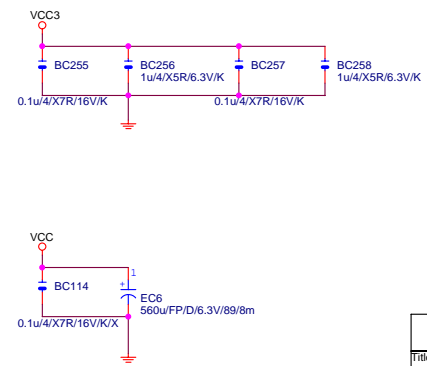 VCC3
BC255
BC256
BC257
BC258
1u/4/X5R/6.3V/K
1u/4/X5R/6.3V/K
0.1u/4/X7R/16V/K
0.1u/4/X7R/16V/K
VCC
1
BC114
+
EC6
560u/FP/D/6.3V/89/8m
0.1u/4/X7R/16V/K/X